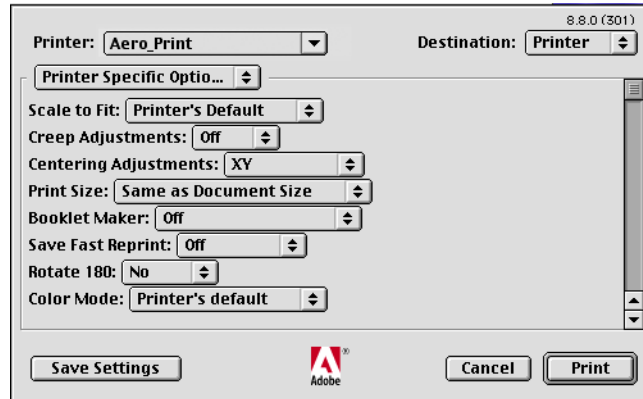 8.8.0 (301)
Printer: Aero_Print Destination: Printer
Printer Specific Optio...
Scale to Fit: Printer's Default
Creep Adjustments: Off
Centering Adjustments: XY
Print Size: Same as Document Size
Booklet Maker: Off
Save Fast Reprint: Off
Rotate 180: No
Color Mode: Printer's default
Save Settings Adobe® Cancel Print